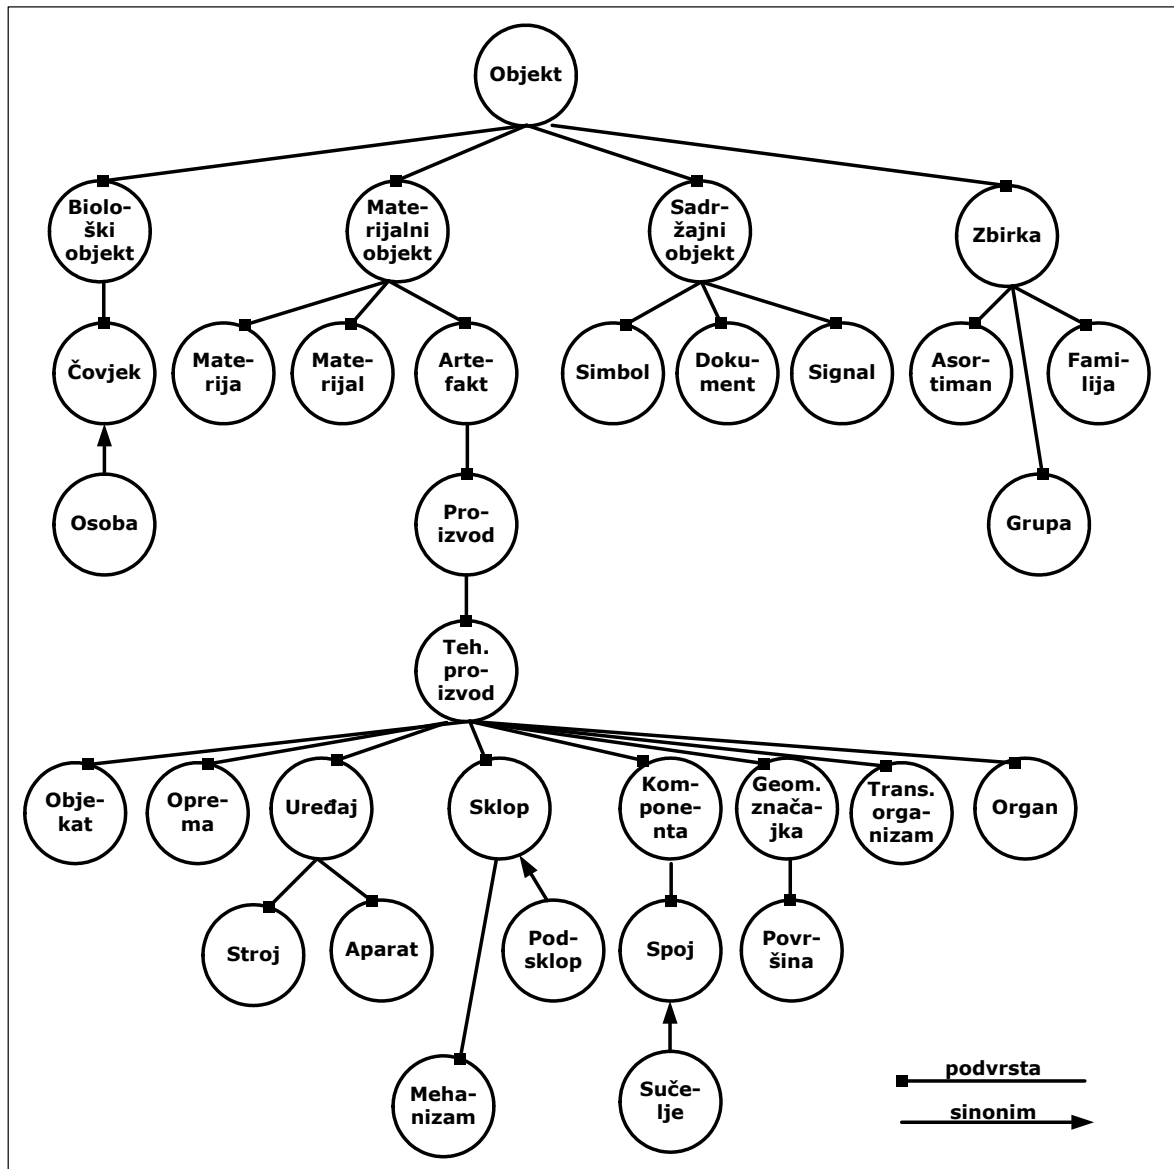 Objekt
Biolo-
ški
objekt
Mate-
rijalni
objekt
Sadr-
žajni
objekt
Zbirka
Čovjek
Mate-
rija
Mate-
rijal
Arte-
fakt
Simbol
Doku-
ment
Signal
Asor-
timan
Fami-
lija
Osoba
Pro-
izvod
Grupa
Teh.
pro-
izvod
Obje-
kat
Opre-
ma
Uređaj
Sklop
Kom-
pone-
nta
Geom.
znača-
jka
Trans.
orga-
nizam
Organ
Stroj
Aparat
Pod-
sklop
Spoj
Povr-
šina
Meha-
nizam
Suče-
lje
podvrsta
sinonim